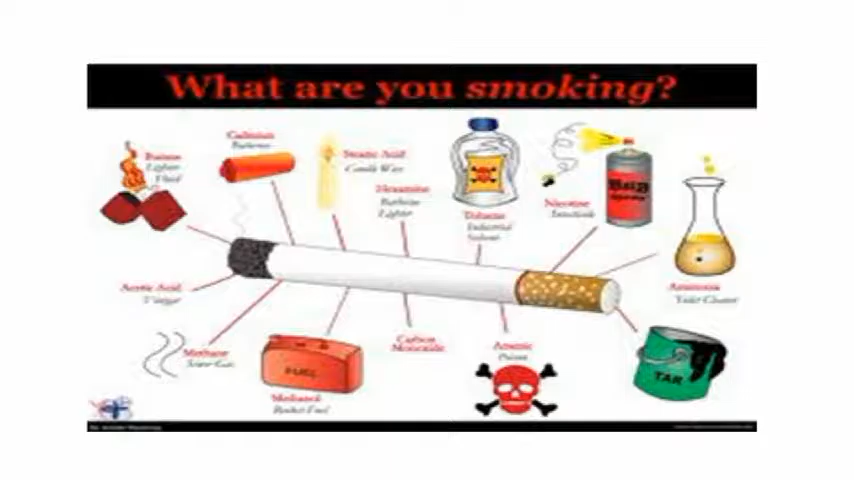 What are you smoking?
Cadmium
Batteries
Butane
Lighter
Fluid
Stearic Acid
Candle Wax
Hexamine
Barbecue
Lighter
Toluene
Industrial
Solvent
Nicotine
Insecticide
BUG
Spray
Ammonia
Toilet Cleaner
Acetic Acid
Vinegar
Methane
Sewer Gas
FUEL
Methanol
Rocket Fuel
Carbon
Monoxide
Arsenic
Poison
TAR